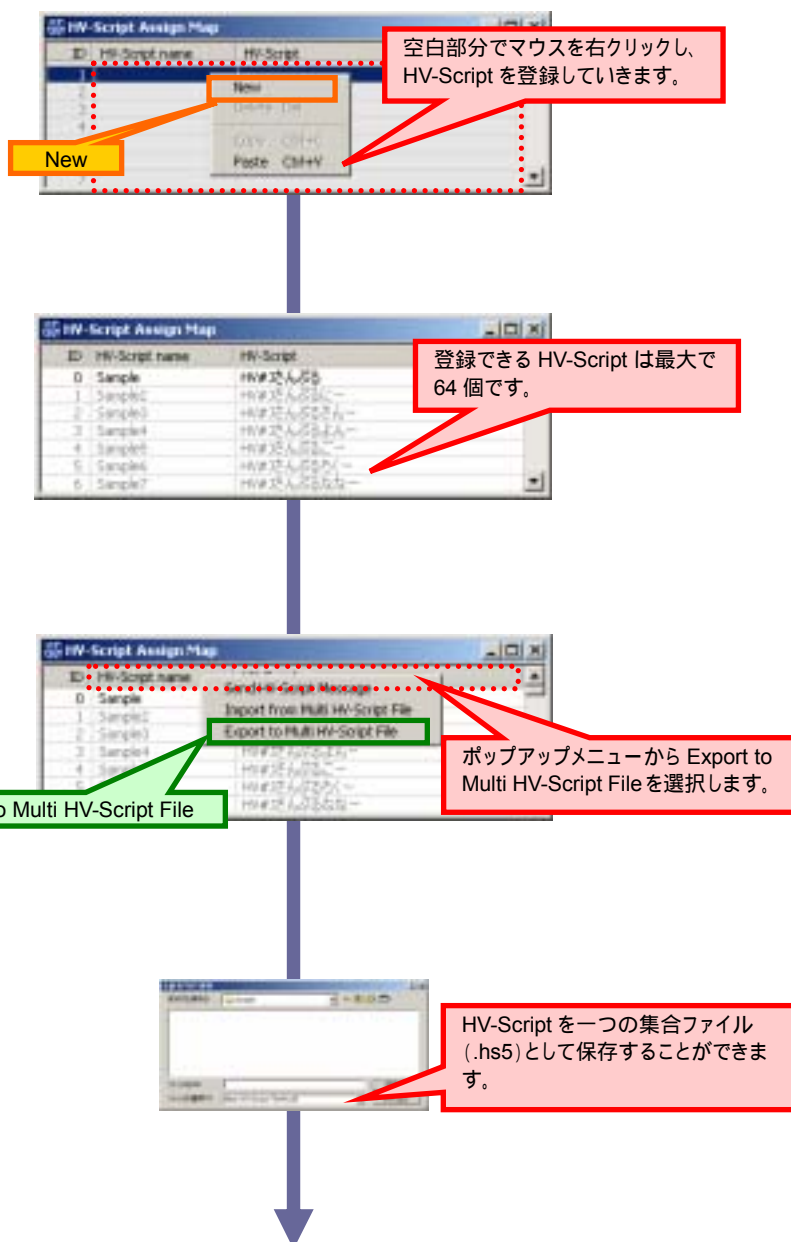 HV-Script Assign Map
ID HV-Script name HV-Script
空白部分でマウスを右クリックし、
HV-Script を登録していきます。
1
New
Paste Ctrl+V
New
HV-Script Assign Map
ID HV-Script name HV-Script
登録できる HV-Script は最大で
64 個です。
0 Sample HV#3さんぷる
1 Sample2
2 Sample3
3 Sample4
4 Sample5
5 Sample6
6 Sample7
HV-Script Assign Map
ID HV-Script name
0 Sample
Import from Multi HV-Script File
1 Sample2
Export to Multi HV-Script File
2 Sample3
3 Sample4
ポップアップメニューから Export to
Multi HV-Script File を選択します。
o Multi HV-Script File
HV-Script を一つの集合ファイル
(.hs5)として保存することができま
す。